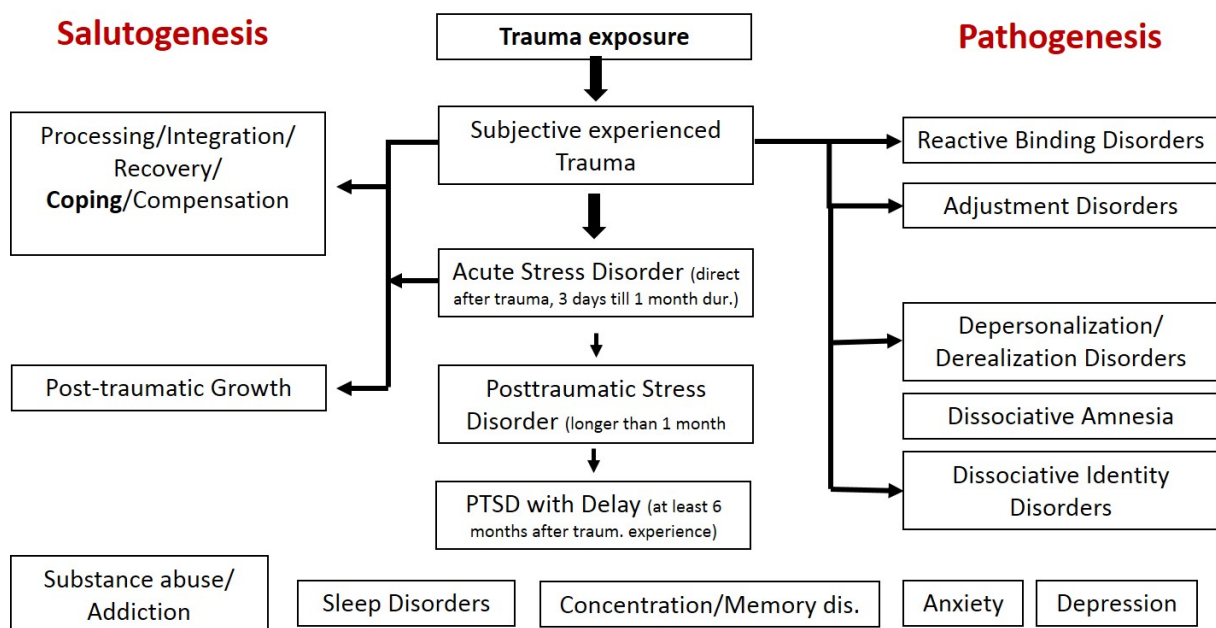 Salutogenesis
Trauma exposure
Pathogenesis
Processing/Integration/
Recovery/
Coping/Compensation
Subjective experienced
Trauma
Reactive Binding Disorders
Adjustment Disorders
Acute Stress Disorder (direct
after trauma, 3 days till 1 month dur.)
Depersonalization/
Derealization Disorders
Post-traumatic Growth
Posttraumatic Stress
Disorder (longer than 1 month
Dissociative Amnesia
Dissociative Identity
Disorders
PTSD with Delay (at least 6
months after traum. experience)
Substance abuse/
Addiction
Sleep Disorders
Concentration/Memory dis.
Anxiety
Depression